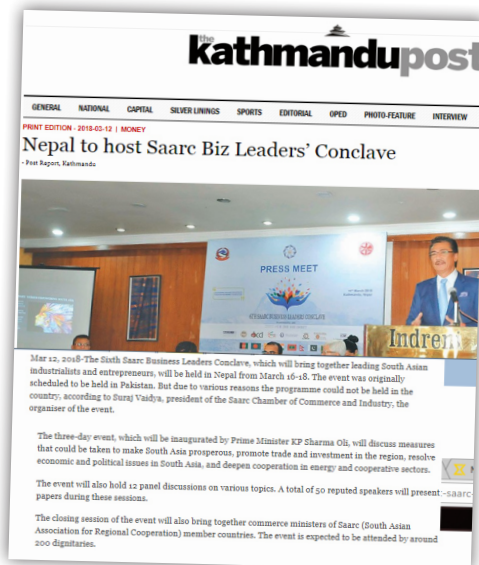 the
kathmandupost
GENERAL NATIONAL CAPITAL SILVER LININGS SPORTS EDITORIAL OPED PHOTO-FEATURE INTERVIEW
PRINT EDITION - 2018-03-12 | MONEY
Nepal to host Saarc Biz Leaders' Conclave
- Post Report, Kathmandu
PRESS MEET
6TH SAARC BUSINESS LEADERS CONCLAVE
Indreni
Mar 12, 2018-The Sixth Saarc Business Leaders Conclave, which will bring together leading South Asian
industrialists and entrepreneurs, will be held in Nepal from March 16-18. The event was originally
scheduled to be held in Pakistan. But due to various reasons the programme could not be held in the
country, according to Suraj Vaidya, president of the Saarc Chamber of Commerce and Industry, the
organiser of the event.
The three-day event, which will be inaugurated by Prime Minister KP Sharma Oli, will discuss measures
that could be taken to make South Asia prosperous, promote trade and investment in the region, resolve
economic and political issues in South Asia, and deepen cooperation in energy and cooperative sectors.
The event will also hold 12 panel discussions on various topics. A total of 50 reputed speakers will present
papers during these sessions.
-saarc-
The closing session of the event will also bring together commerce ministers of Saarc (South Asian
Association for Regional Cooperation) member countries. The event is expected to be attended by around
200 dignitaries.